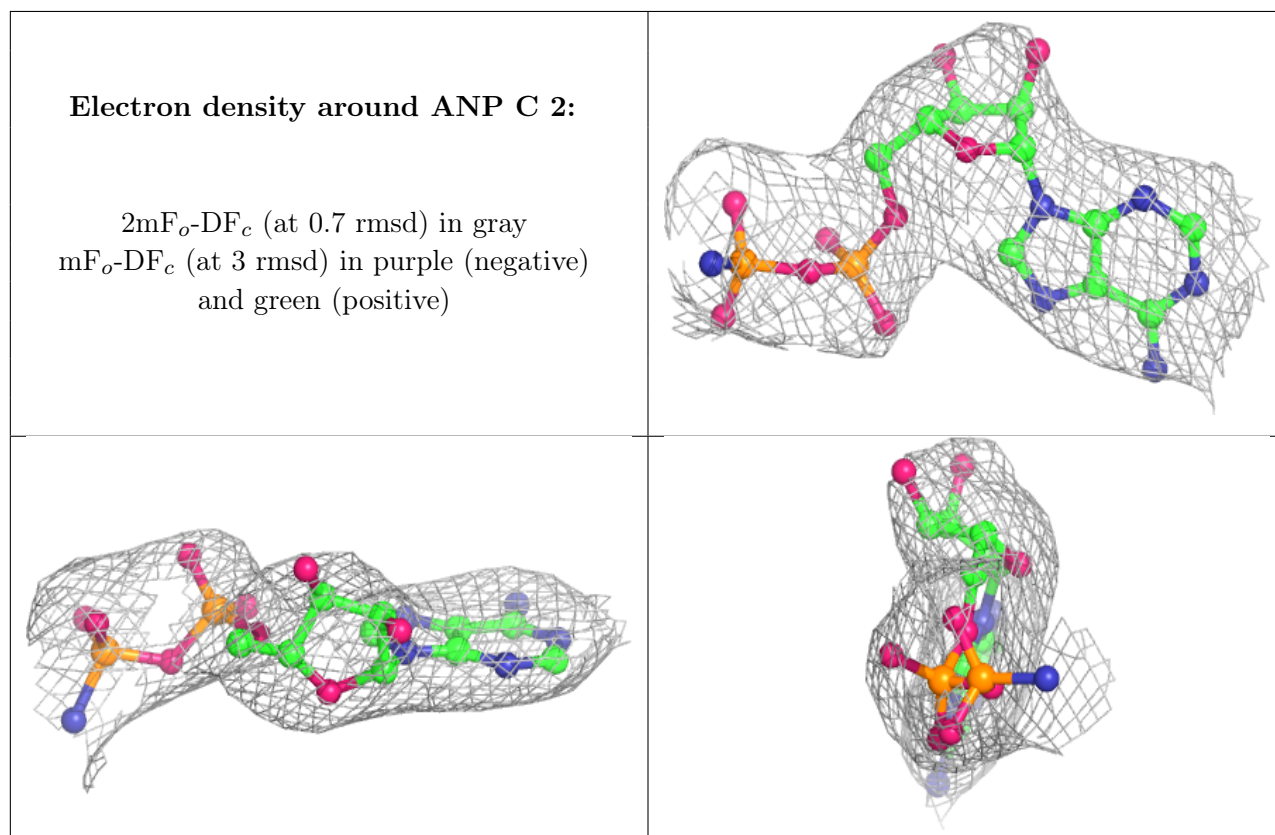 Electron density around ANP C 2:
2mFo-DFc (at 0.7 rmsd) in gray
mFo-DFc (at 3 rmsd) in purple (negative)
and green (positive)